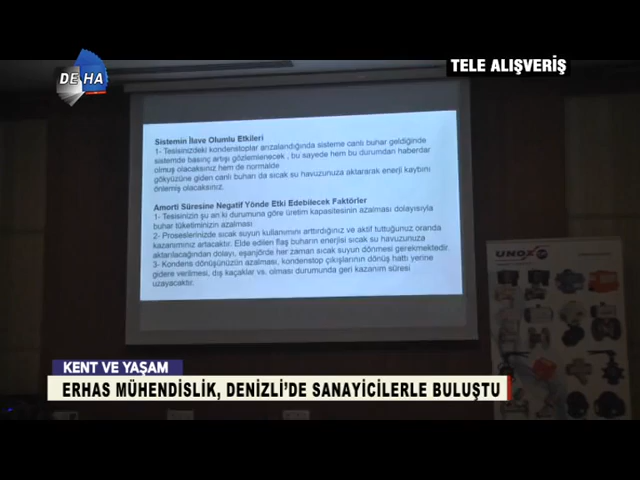 DEHA
TELE ALIŞVERİŞ
Sistemin İlave Olumlu Etkileri
1- Tesisinizdeki kondenstoplar arızalandığında sisteme canlı buhar geldiğinde
sistemde basınç artışı gözlemlenecek , bu sayede hem bu durumdan haberdar
olmuş olacaksınız hem de normalde
gökyüzüne giden canlı buharı da sıcak su havuzunuza aktararak enerji kaybını
önlemiş olacaksınız.
Amorti Süresine Negatif Yönde Etki Edebilecek Faktörler
1- Tesisinizin şu an ki durumuna göre üretim kapasitesinin azalması dolayısıyla
buhar tüketiminizin azalması
2- Proseslerinizde sıcak suyun kullanımını arttırdığınız ve aktif tuttuğunuz oranda
kazanımınız artacaktır. Elde edilen flaş buharın enerjisi sıcak su havuzunuza
aktarılacağından dolayı, eşanjörde her zaman sıcak suyun dönmesi gerekmektedir.
3- Kondens dönüşünüzün azalması, kondenstop çıkışlarının dönüş hattı yerine
gidere verilmesi, dış kaçaklar vs. olması durumunda geri kazanım süresi
uzayacaktır.
KENT VE YAŞAM
ERHAS MÜHENDİSLİK, DENİZLİ'DE SANAYİCİLERLE BULUŞTU